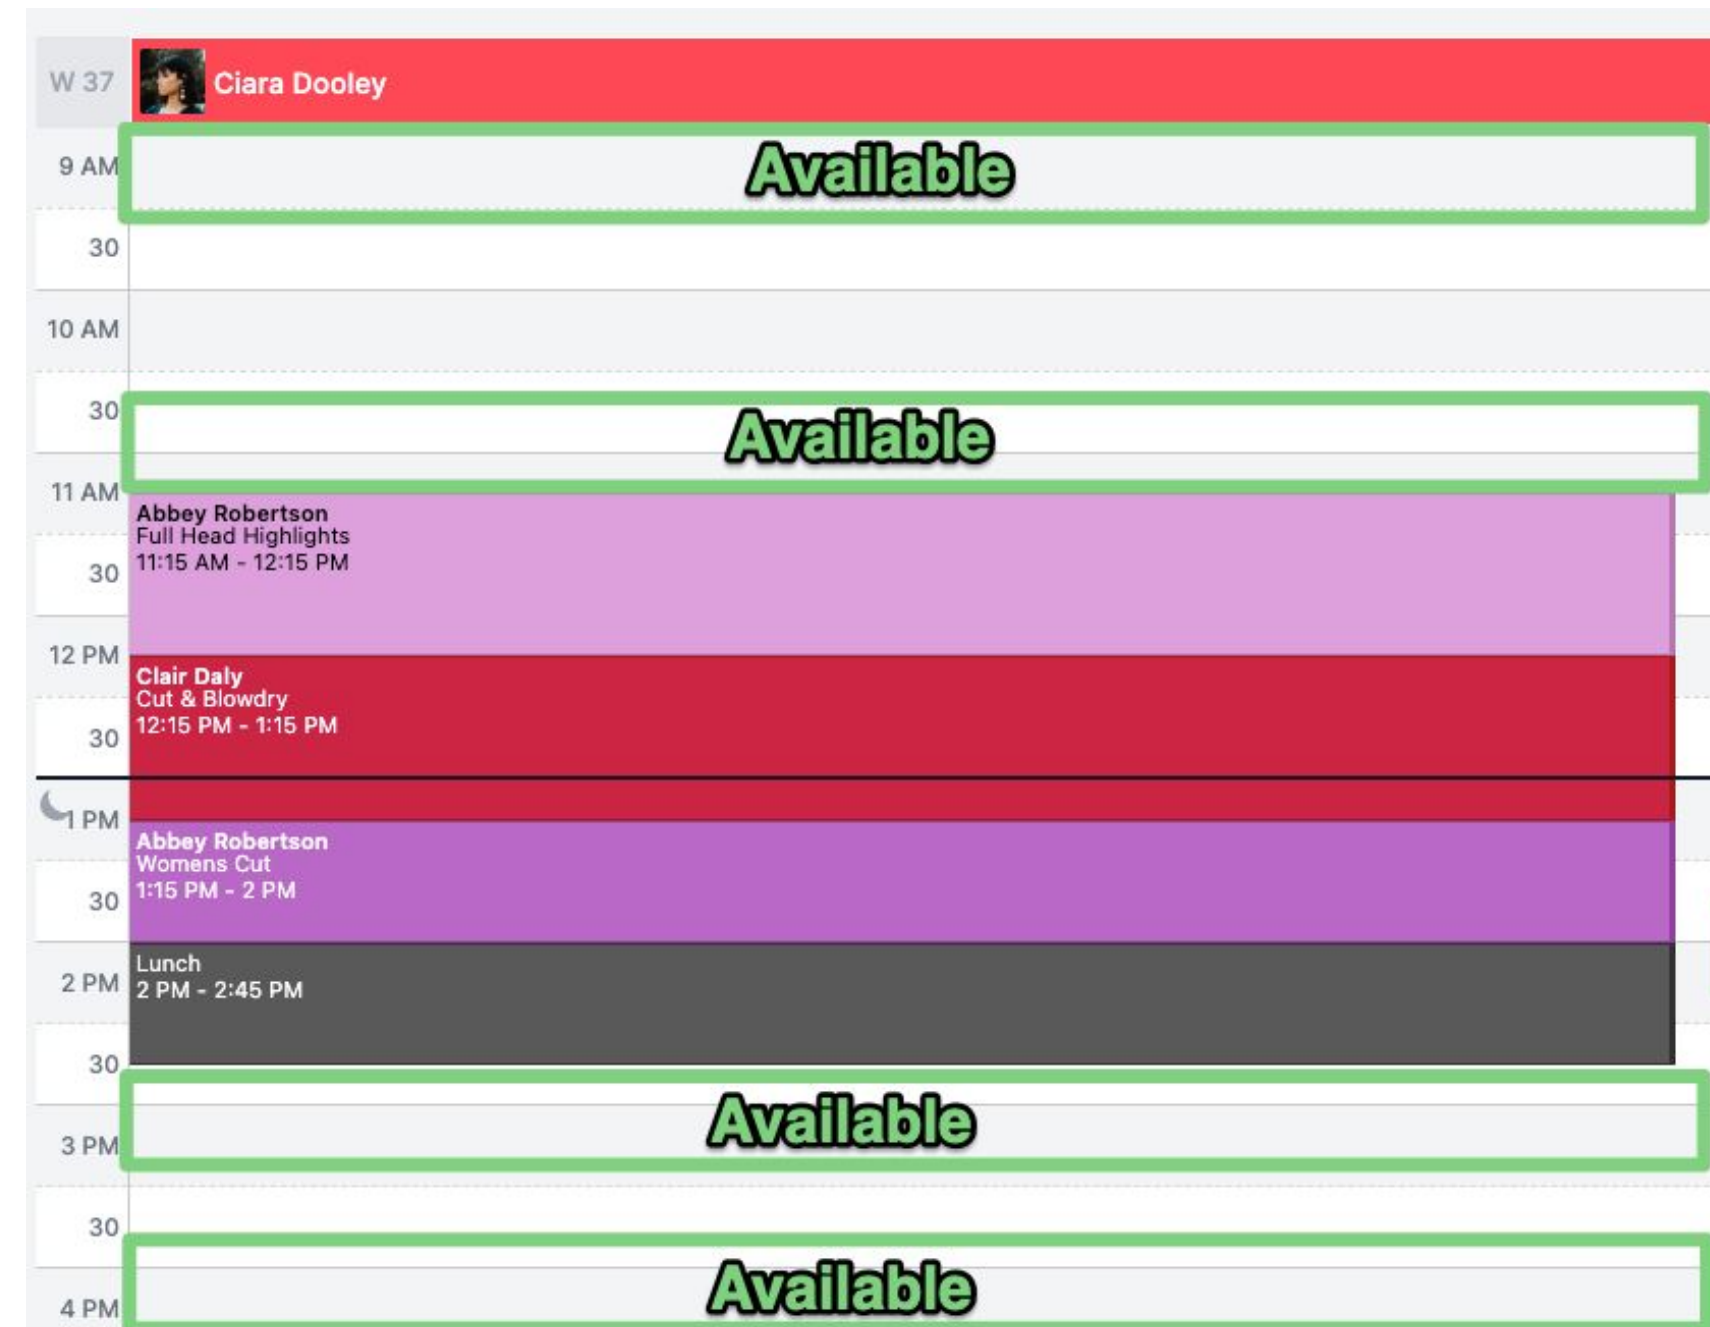 W 37
Ciara Dooley
9 AM
Available
30
10 AM
30
Available
11 AM
Abbey Robertson
Full Head Highlights
11:15 AM - 12:15 PM
30
12 PM
Clair Daly
Cut & Blowdry
12:15 PM - 1:15 PM
30
1 PM
Abbey Robertson
Womens Cut
1:15 PM - 2 PM
30
Lunch
2 PM
2 PM - 2:45 PM
30
Available
3 PM
30
Available
4 PM